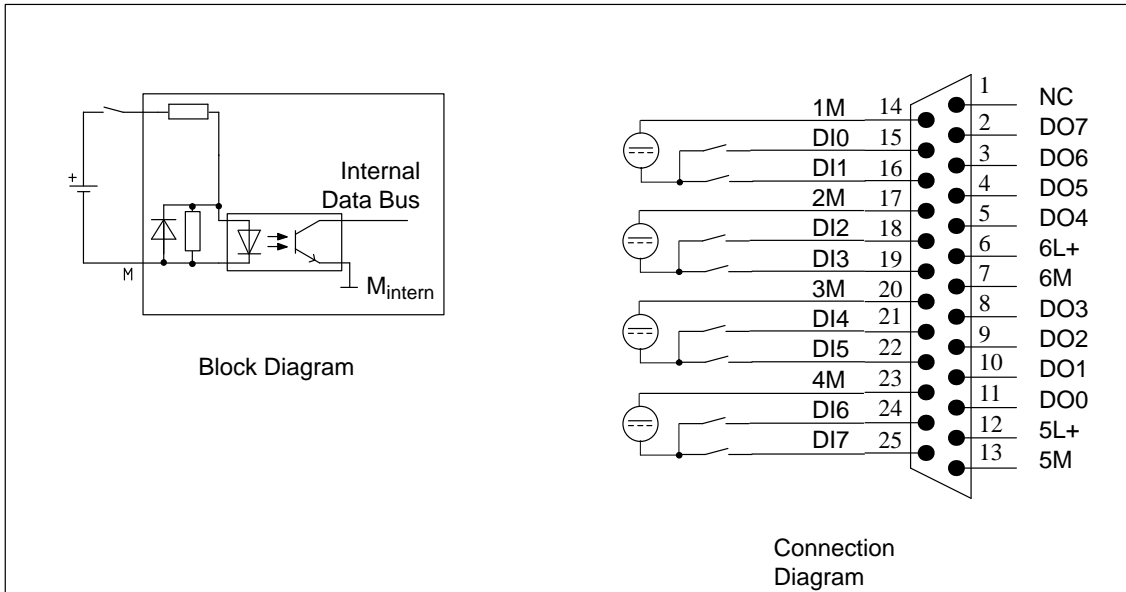 +
M
Internal
Data Bus
Mintern
Block Diagram
1M 14
DI0 15
DI1 16
2M 17
DI2 18
DI3 19
3M 20
DI4 21
DI5 22
4M 23
DI6 24
DI7 25
1 NC
2 DO7
3 DO6
4 DO5
5 DO4
6 6L+
7 6M
8 DO3
9 DO2
10 DO1
11 DO0
12 5L+
13 5M
Connection
Diagram